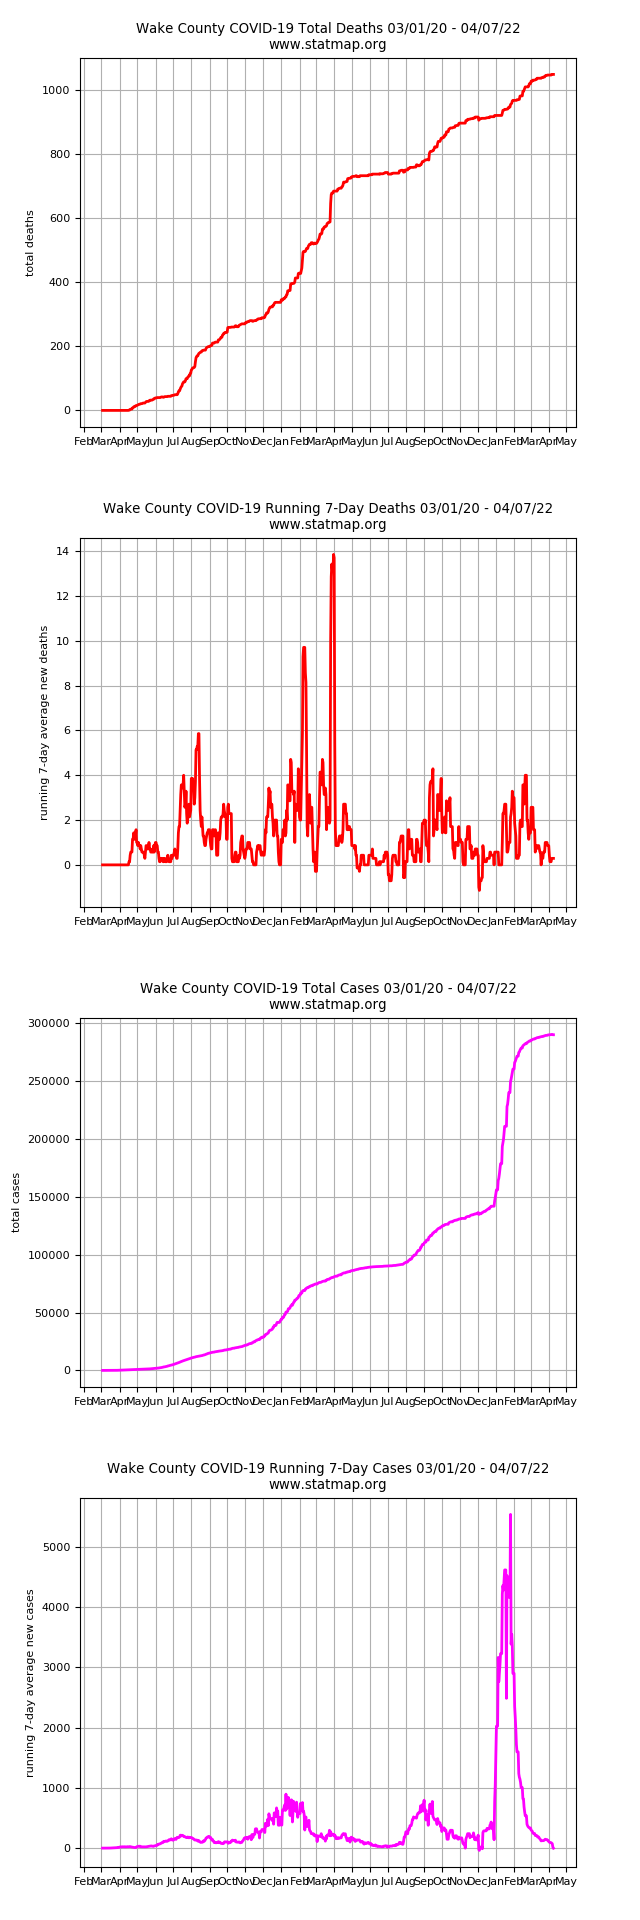 Wake County COVID-19 Total Deaths 03/01/20 - 04/07/22
www.statmap.org
1000
800
600
400
200
0
total deaths
Feb Mar Apr May Jun Jul Aug Sep Oct Nov Dec Jan Feb Mar Apr May Jun Jul Aug Sep Oct Nov Dec Jan Feb Mar Apr May
Wake County COVID-19 Running 7-Day Deaths 03/01/20 - 04/07/22
www.statmap.org
14
12
10
8
6
4
2
0
running 7-day average new deaths
Feb Mar Apr May Jun Jul Aug Sep Oct Nov Dec Jan Feb Mar Apr May Jun Jul Aug Sep Oct Nov Dec Jan Feb Mar Apr May
Wake County COVID-19 Total Cases 03/01/20 - 04/07/22
www.statmap.org
300000
250000
200000
150000
100000
50000
0
total cases
Feb Mar Apr May Jun Jul Aug Sep Oct Nov Dec Jan Feb Mar Apr May Jun Jul Aug Sep Oct Nov Dec Jan Feb Mar Apr May
Wake County COVID-19 Running 7-Day Cases 03/01/20 - 04/07/22
www.statmap.org
5000
4000
3000
2000
1000
0
running 7-day average new cases
Feb Mar Apr May Jun Jul Aug Sep Oct Nov Dec Jan Feb Mar Apr May Jun Jul Aug Sep Oct Nov Dec Jan Feb Mar Apr May